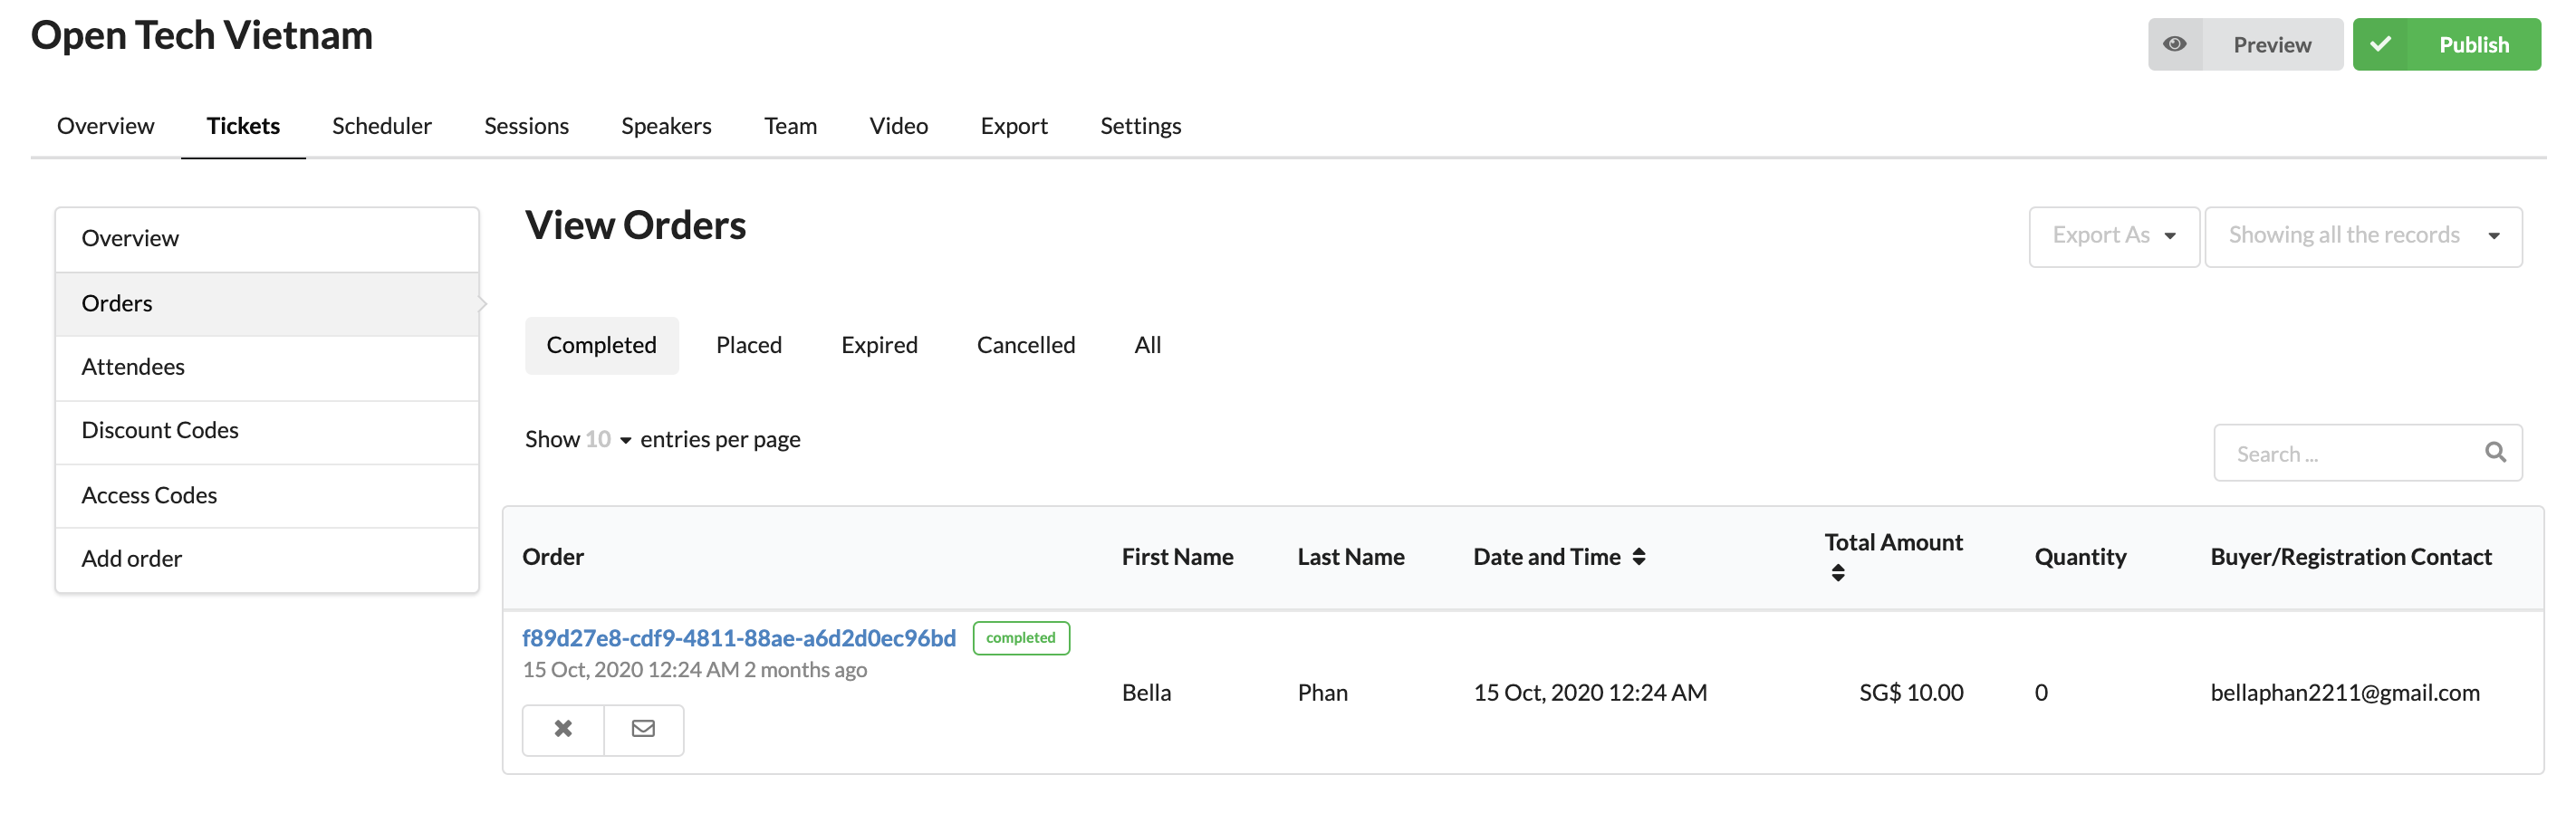 Open Tech Vietnam
Preview
Publish
Overview Tickets Scheduler Sessions Speakers Team Video Export Settings
Overview
Orders
Attendees
Discount Codes
Access Codes
Add order
View Orders
Export As
Showing all the records
Completed Placed Expired Cancelled All
Show 10 entries per page
Search ...
Order First Name Last Name Date and Time Total Amount Quantity Buyer/Registration Contact
f89d27e8-cdf9-4811-88ae-a6d2d0ec96bd completed
15 Oct, 2020 12:24 AM 2 months ago
Bella Phan 15 Oct, 2020 12:24 AM SG$ 10.00 0 bellaphan2211@gmail.com